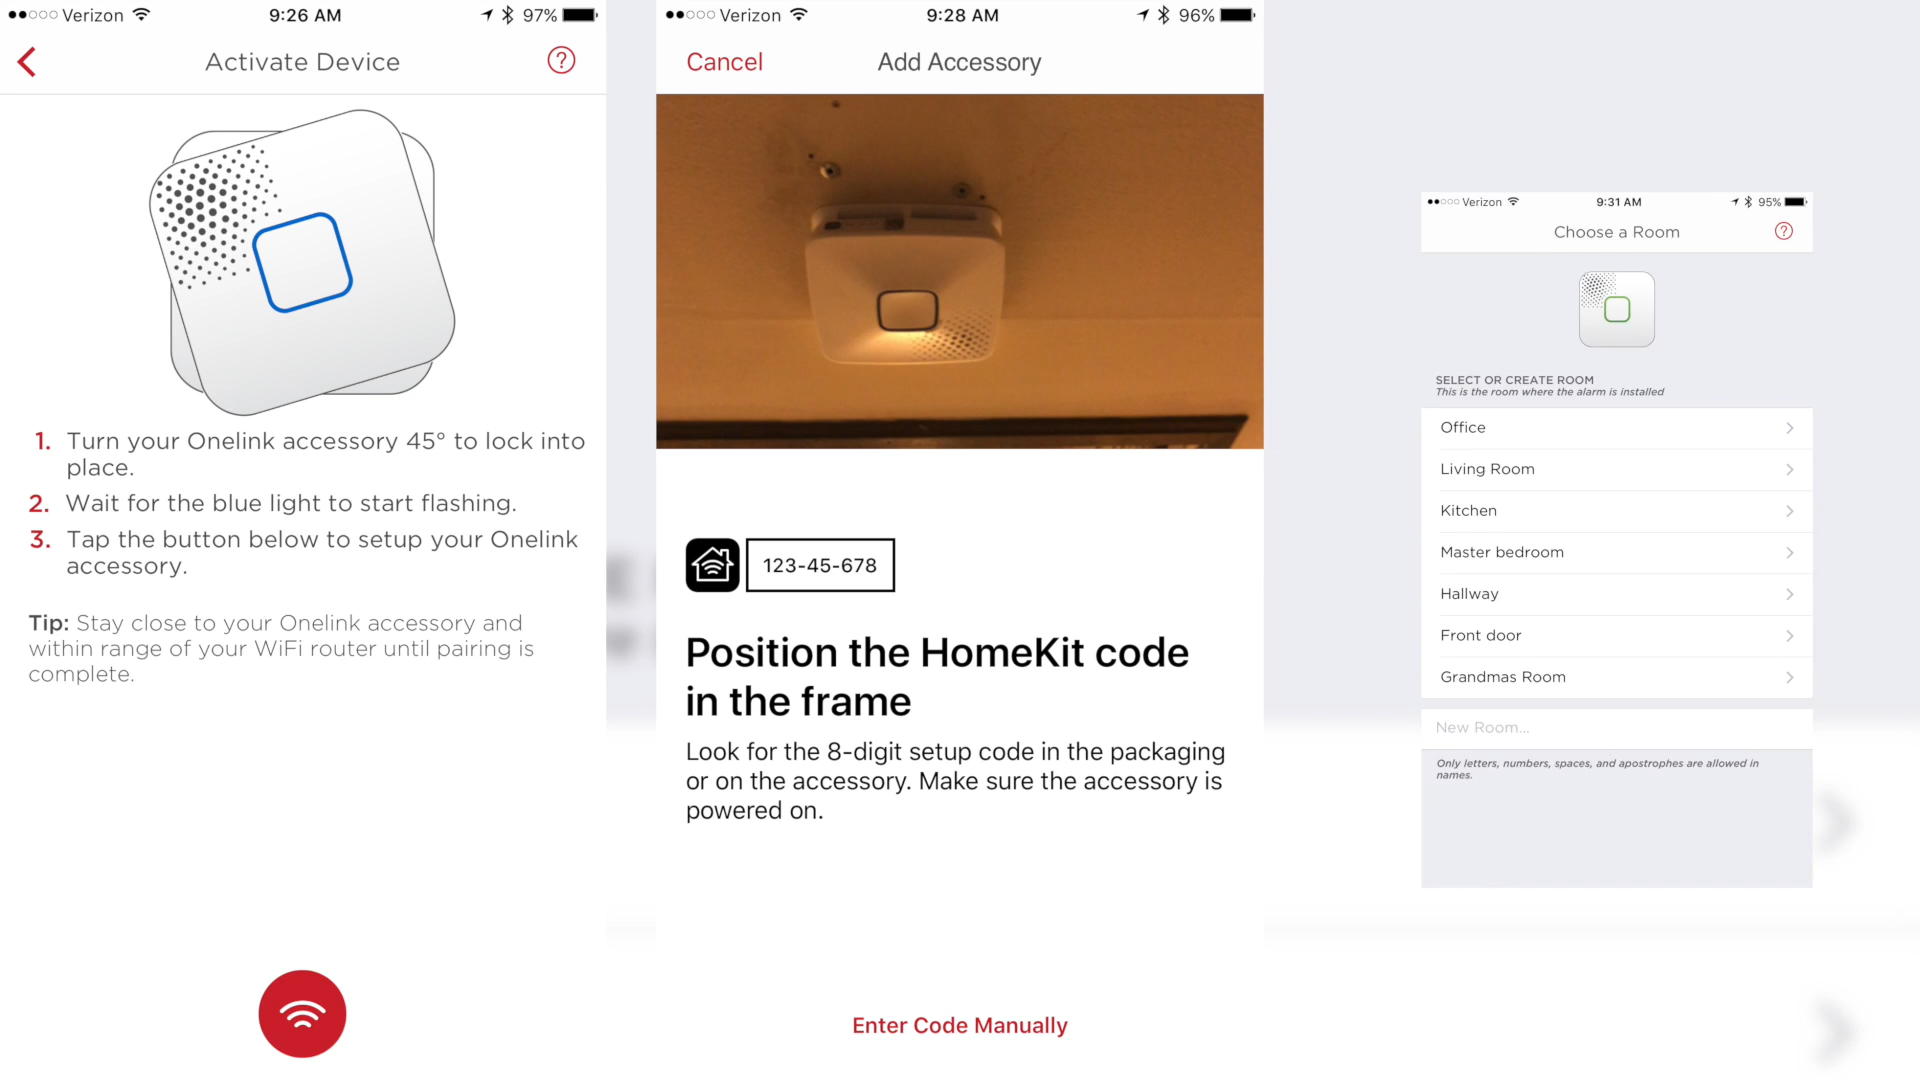 Verizon 9:26 AM 97%
Activate Device ?
1. Turn your Onelink accessory 45° to lock into
place.
2. Wait for the blue light to start flashing.
3. Tap the button below to setup your Onelink
accessory.
Tip: Stay close to your Onelink accessory and
within range of your WiFi router until pairing is
complete.
Verizon 9:28 AM 96%
Cancel Add Accessory
123-45-678
Position the HomeKit code
in the frame
Look for the 8-digit setup code in the packaging
or on the accessory. Make sure the accessory is
powered on.
Enter Code Manually
Verizon 9:31 AM 95%
Choose a Room ?
SELECT OR CREATE ROOM
This is the room where the alarm is installed
Office
Living Room
Kitchen
Master bedroom
Hallway
Front door
Grandmas Room
New Room...
Only letters, numbers, spaces, and apostrophes are allowed in
names.